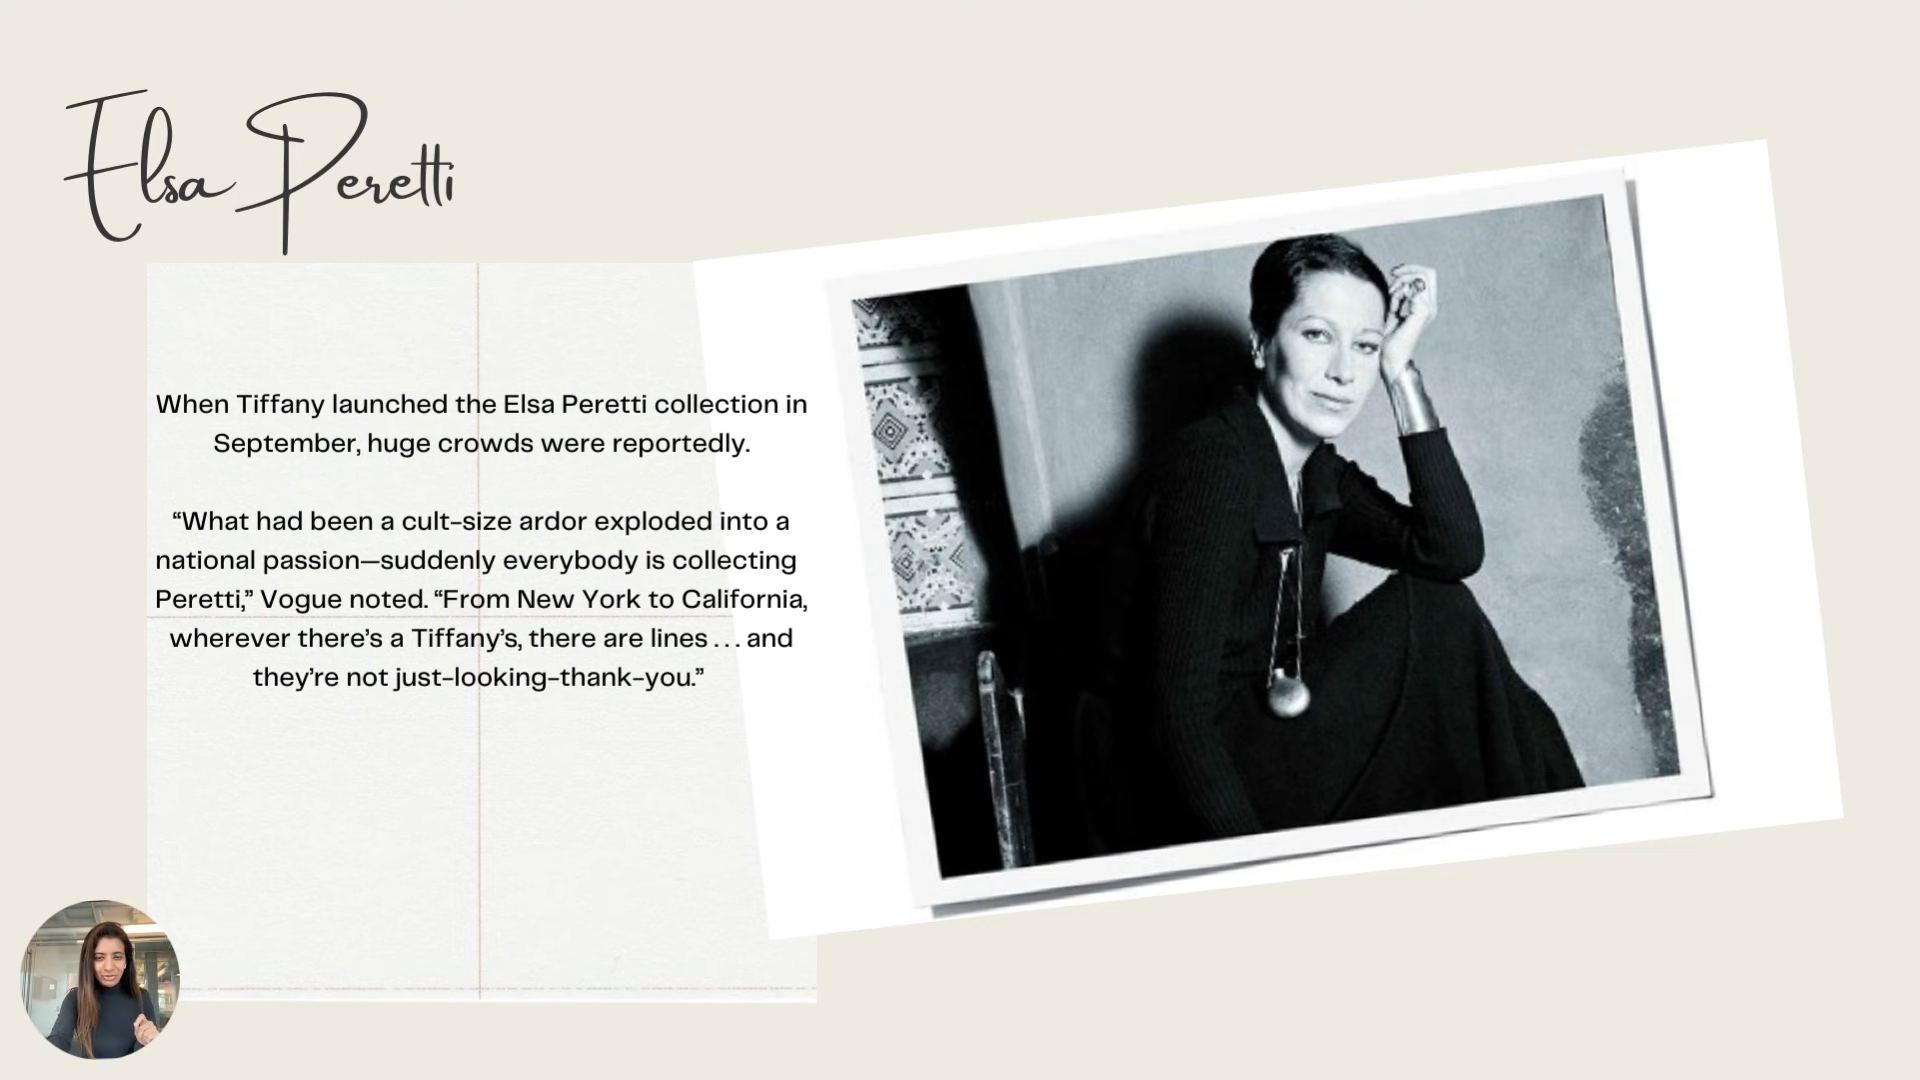 Elsa Peretti
When Tiffany launched the Elsa Peretti collection in
September, huge crowds were reportedly.
“What had been a cult-size ardor exploded into a
national passion—suddenly everybody is collecting
Peretti,” Vogue noted. “From New York to California,
wherever there’s a Tiffany’s, there are lines . . . and
they’re not just-looking-thank-you.”